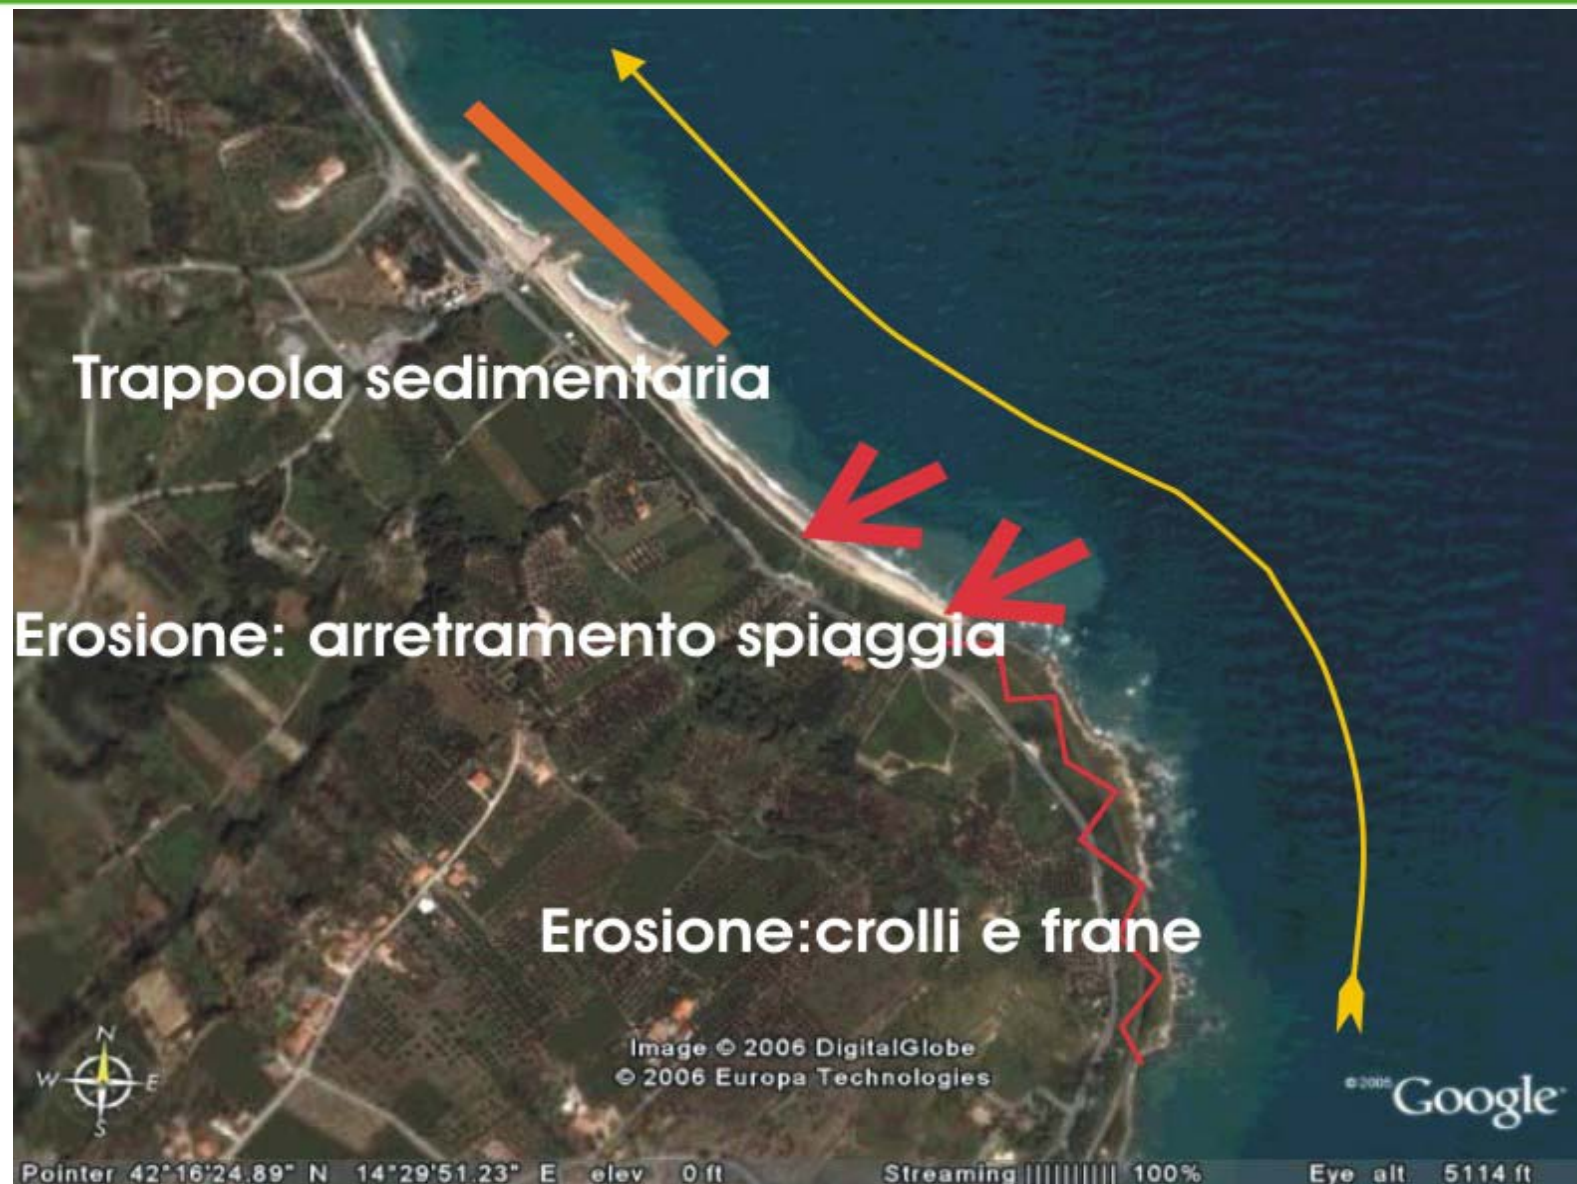 Trappola sedimentaria
Erosione: arretramento spiaggia
Erosione:crolli e frane
N
W E
S
Image © 2006 DigitalGlobe
© 2006 Europa Technologies
©2005 Google
Pointer 42°16'24.89" N 14°29'51.23" E elev 0 ft Streaming |||||||||| 100% Eye alt 5114 ft